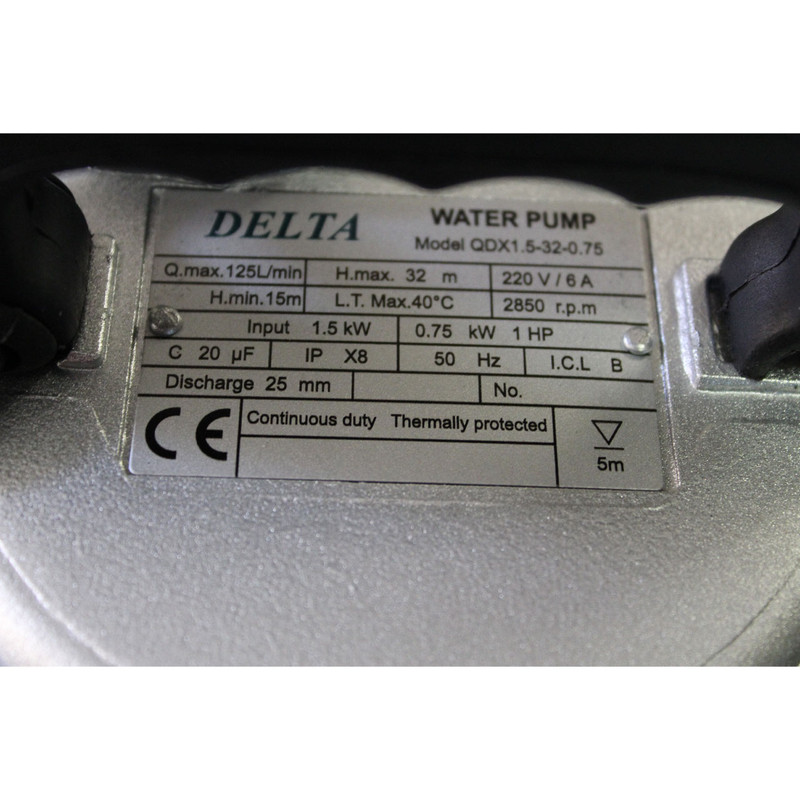 DELTA
WATER PUMP
Model QDX1.5-32-0.75
Q.max.125L/min H.max. 32 m 220 V / 6 A
H.min.15m L.T. Max.40°C 2850 r.p.m
Input 1.5 kW 0.75 kW 1 HP
C 20 µF IP X8 50 Hz I.C.L B
Discharge 25 mm No.
CE
Continuous duty Thermally protected
5m